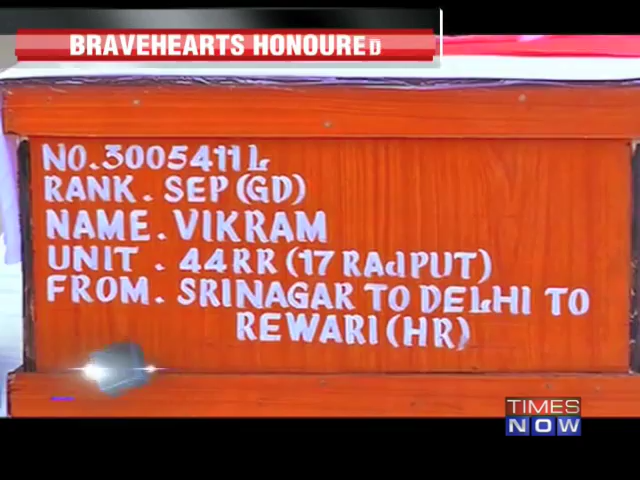 BRAVEHEARTS HONOURED
NO.3005411L
RANK. SEP (GD)
NAME. VIKRAM
UNIT . 44RR (17 RAJPUT)
FROM. SRINAGAR TO DELHI TO
REWARI (HR)
TIMES
NOW